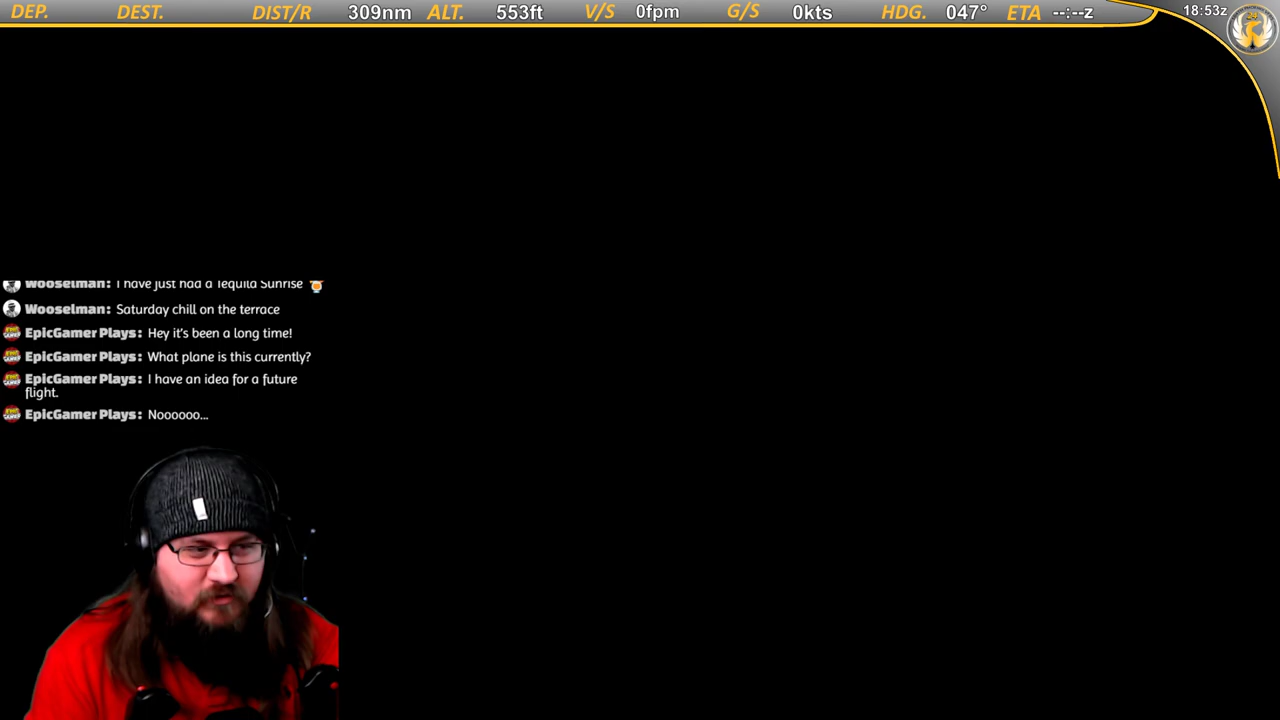 DEP. DEST. DIST/R 309nm ALT. 553ft V/S 0fpm G/S 0kts HDG. 047° ETA --:--z 18:53z
Wooselman: I have just had a Tequila Sunrise
Wooselman: Saturday chill on the terrace
EpicGamer Plays: Hey it's been a long time!
EpicGamer Plays: What plane is this currently?
EpicGamer Plays: I have an idea for a future
flight.
EpicGamer Plays: Noooooo...